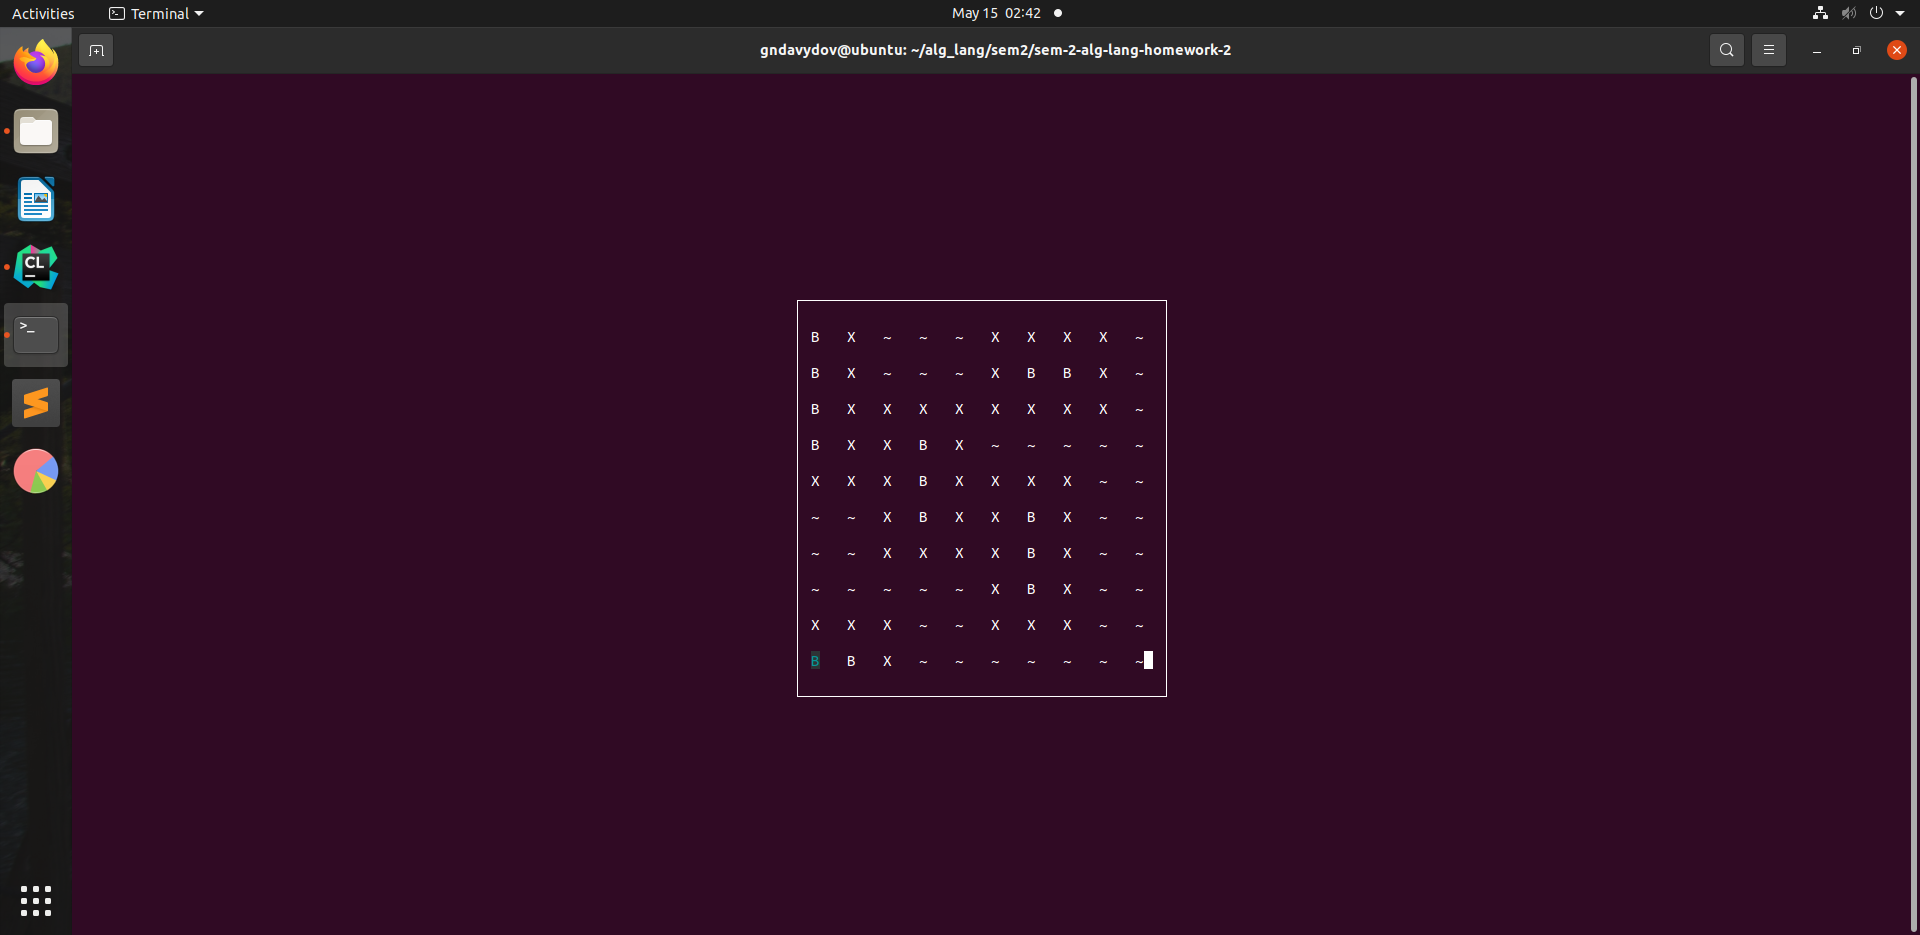 Activities Terminal May 15 02:42
gndavydov@ubuntu: ~/alg_lang/sem2/sem-2-alg-lang-homework-2
CL
>_
B X ~ ~ ~ X X X X ~
B X ~ ~ ~ X B B X ~
B X X X X X X X X ~
B X X B X ~ ~ ~ ~ ~
X X X B X X X X ~ ~
~ ~ X B X X B X ~ ~
~ ~ X X X X B X ~ ~
~ ~ ~ ~ ~ X B X ~ ~
X X X ~ ~ X X X ~ ~
B B X ~ ~ ~ ~ ~ ~ ~